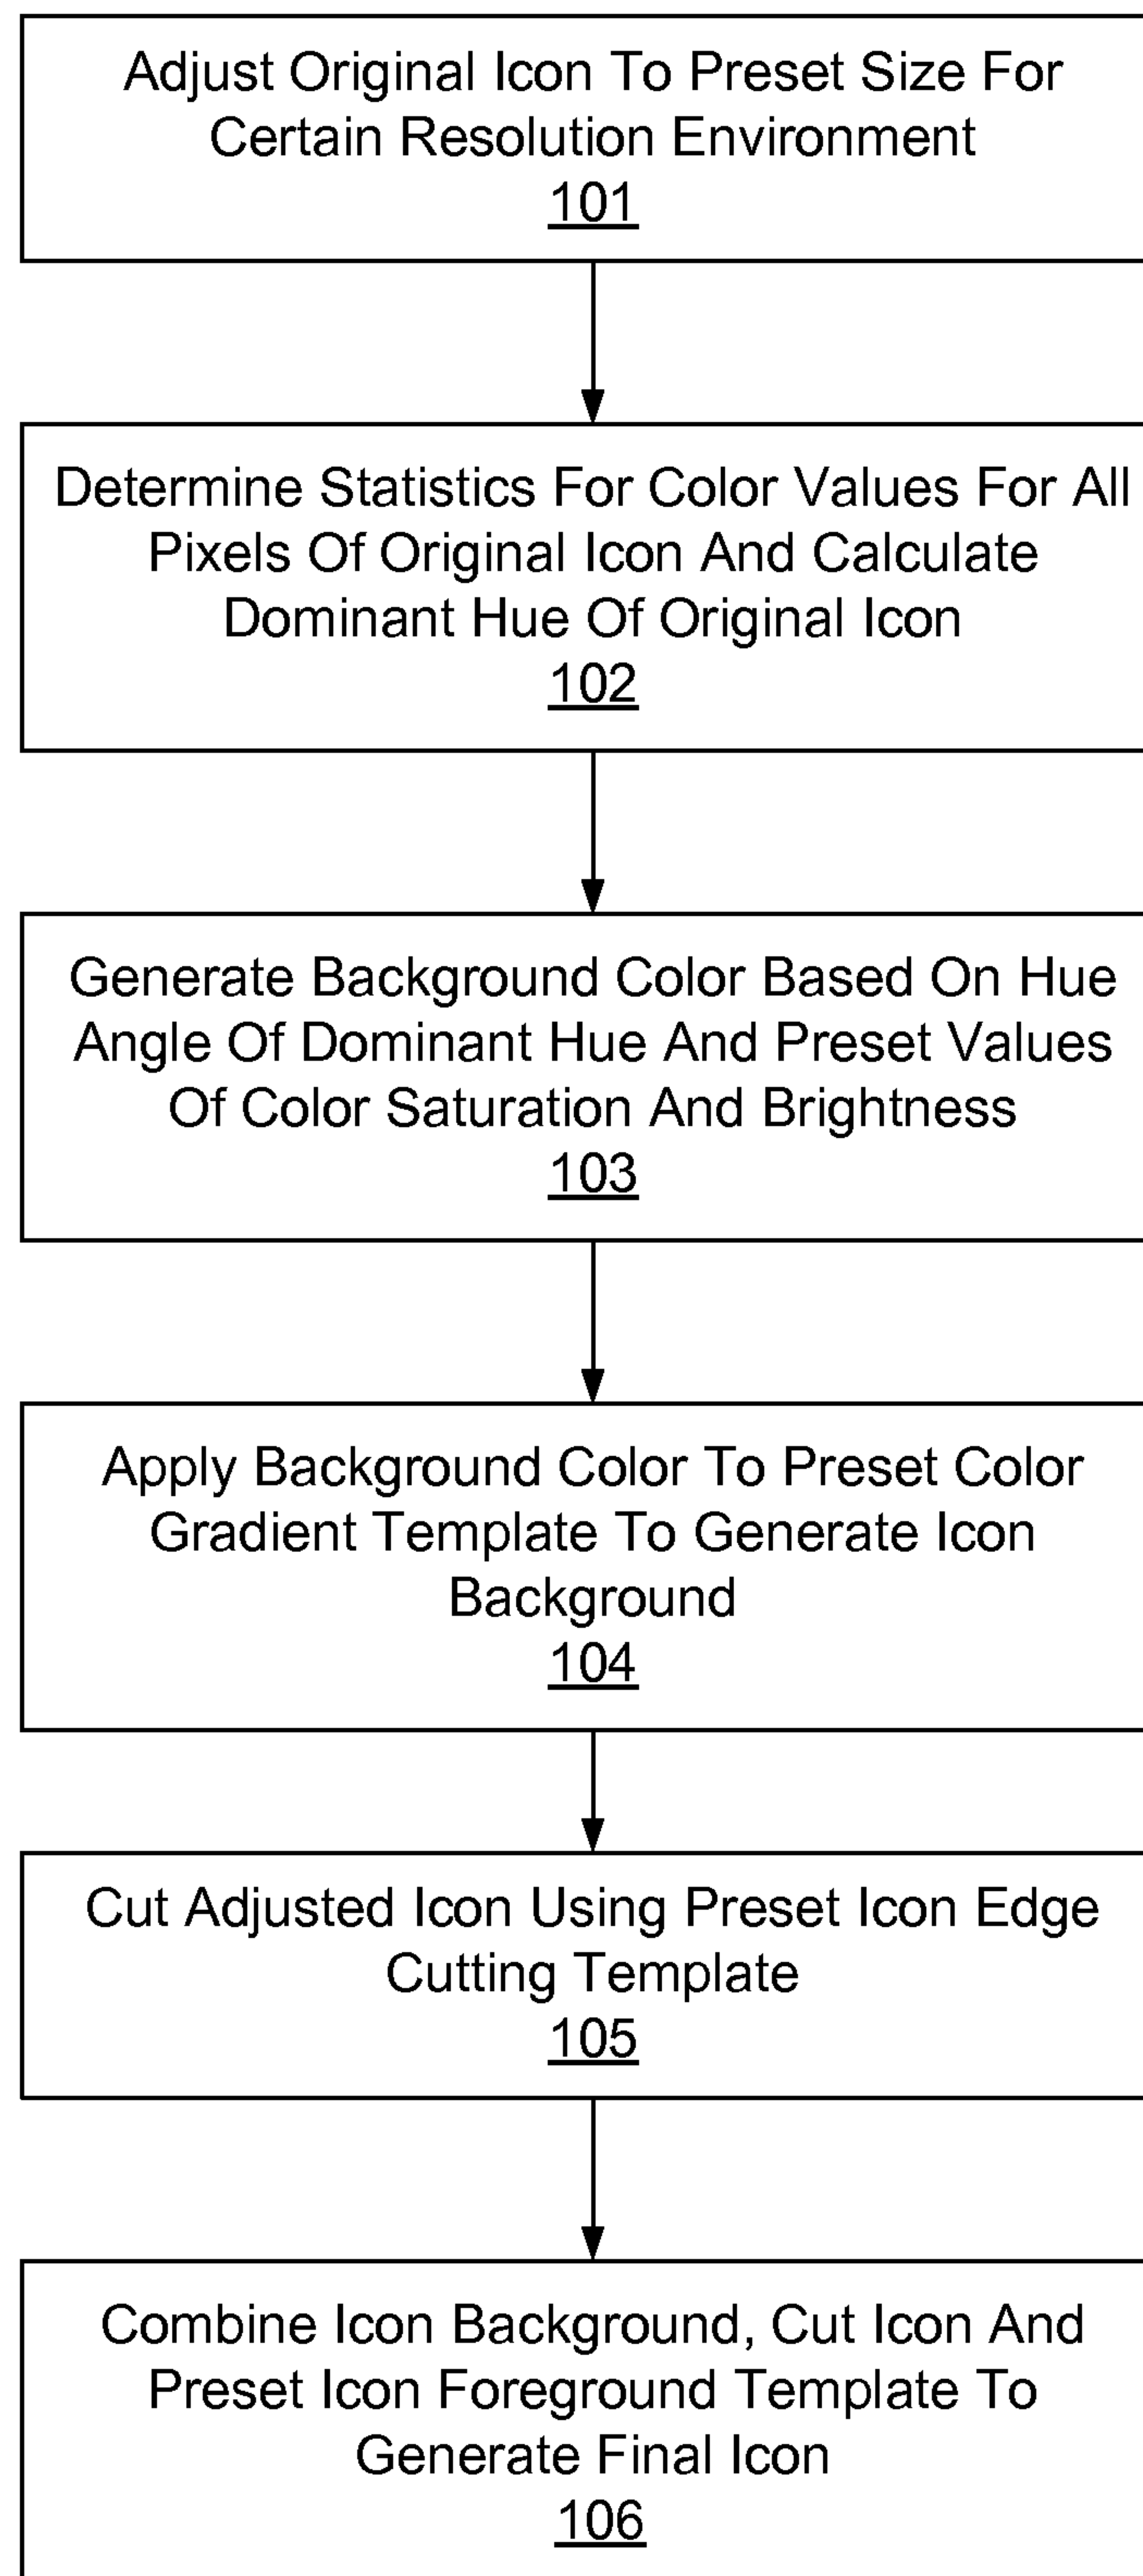 Adjust Original Icon To Preset Size For
Certain Resolution Environment
101
Determine Statistics For Color Values For All
Pixels Of Original Icon And Calculate
Dominant Hue Of Original Icon
102
Generate Background Color Based On Hue
Angle Of Dominant Hue And Preset Values
Of Color Saturation And Brightness
103
Apply Background Color To Preset Color
Gradient Template To Generate Icon
Background
104
Cut Adjusted Icon Using Preset Icon Edge
Cutting Template
105
Combine Icon Background, Cut Icon And
Preset Icon Foreground Template To
Generate Final Icon
106